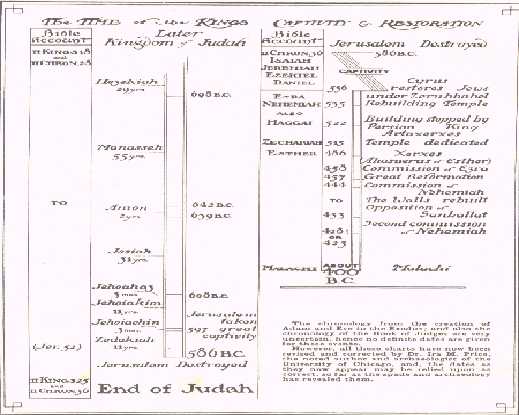 The TIME of the KINGS
Bible Account
Later Kingdom of Judah
II KINGS 18
and
II CHRON. 28
Hezekiah
29 yrs.
698 B.C.
Manasseh
55 yrs.
TO
Amon
2 yrs.
642 B.C.
639 B.C.
Josiah
31 yrs.
Jehoahaz
3 mos.
608 B.C.
Jehoiakim
11 yrs.
Jerusalem taken
Jehoiachin
3 mos.
597 great captivity
Zedekiah
11 yrs.
586 B.C.
(Jer. 52)
Jerusalem Destroyed
II KINGS 25
and
II CHRON. 36
End of Judah
CAPTIVITY & RESTORATION
Bible Account
Jerusalem Destroyed
586 B.C.
II CHRON. 36
ISAIAH
JEREMIAH
EZEKIEL
DANIEL
CAPTIVITY
536
Cyrus
restores Jews
EZRA
under Zerubbabel
NEHEMIAH
535
Rebuilding Temple
ALSO
HAGGAI
522
Building stopped by
Persian King
Artaxerxes
ZECHARIAH
515
Temple dedicated
ESTHER
486
Xerxes
(Ahasuerus of Esther)
458
Commission of Ezra
457
Great Reformation
444
Commission of
Nehemiah
TO
The Walls rebuilt
Opposition of
433
Sanballat
Second commission
428
of Nehemiah
OR
425
MALACHI
ABOUT
400
B.C.
Malachi
The chronology from the creation of
Adam and Eve to the Exodus; and also the
chronology of the Book of Judges are very
uncertain, hence no definite dates are given
for these events.
However, all these charts have now been
revised and corrected by Dr. Ira M. Price,
the noted author and archaeologist of the
University of Chicago, and, the dates as
they now appear may be relied upon as
correct, so far as the spade and archaeology
has revealed them.